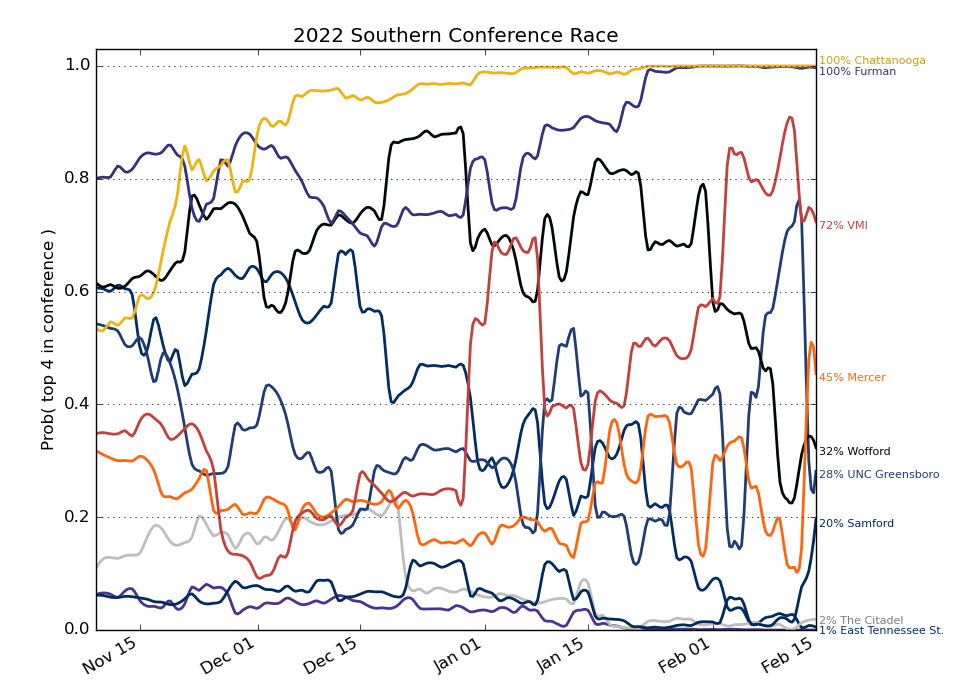 2022 Southern Conference Race
Prob( top 4 in conference )
1.0
0.8
0.6
0.4
0.2
0.0
Nov 15
Dec 01
Dec 15
Jan 01
Jan 15
Feb 01
Feb 15
100% Chattanooga
100% Furman
72% VMI
45% Mercer
32% Wofford
28% UNC Greensboro
20% Samford
2% The Citadel
1% East Tennessee St.